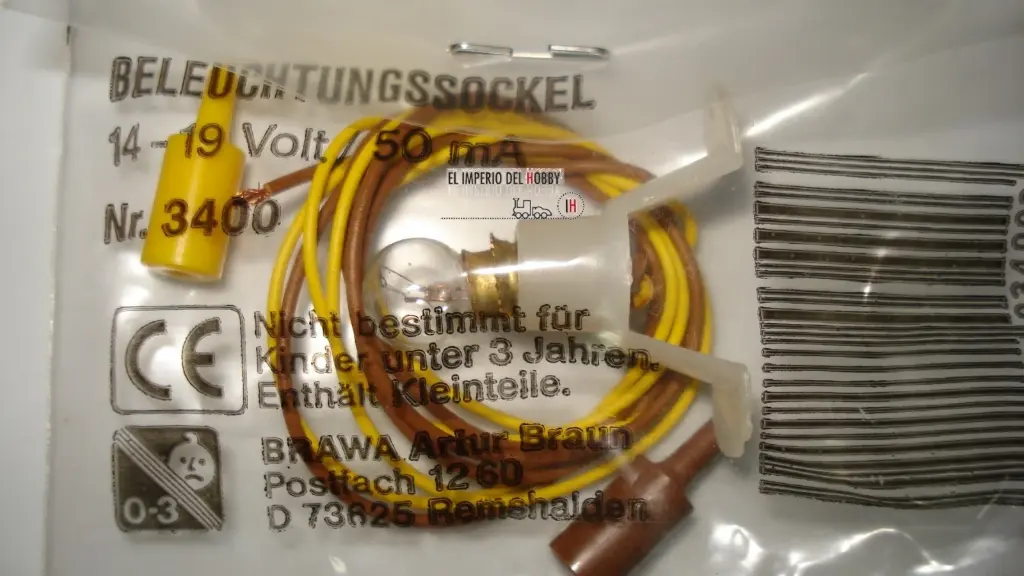 BELEUCHTUNGSSOCKEL
14 - 19 Volt / 50 mA
EL IMPERIO DEL HOBBY
IH
Nr. 3400
CE
Nicht bestimmt für
Kinder unter 3 Jahren.
Enthält Kleinteile.
BRAWA Artur Braun
Postfach 12 60
D 73625 Remshalden
0-3